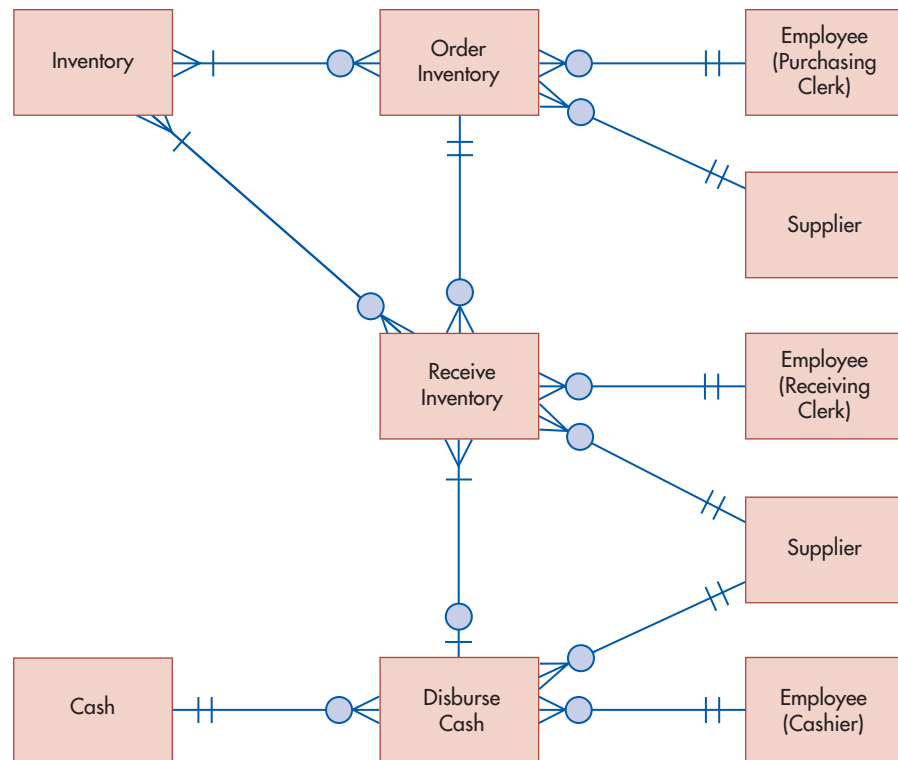 Inventory
Order
Inventory
Employee
(Purchasing
Clerk)
Supplier
Receive
Inventory
Employee
(Receiving
Clerk)
Supplier
Cash
Disburse
Cash
Employee
(Cashier)